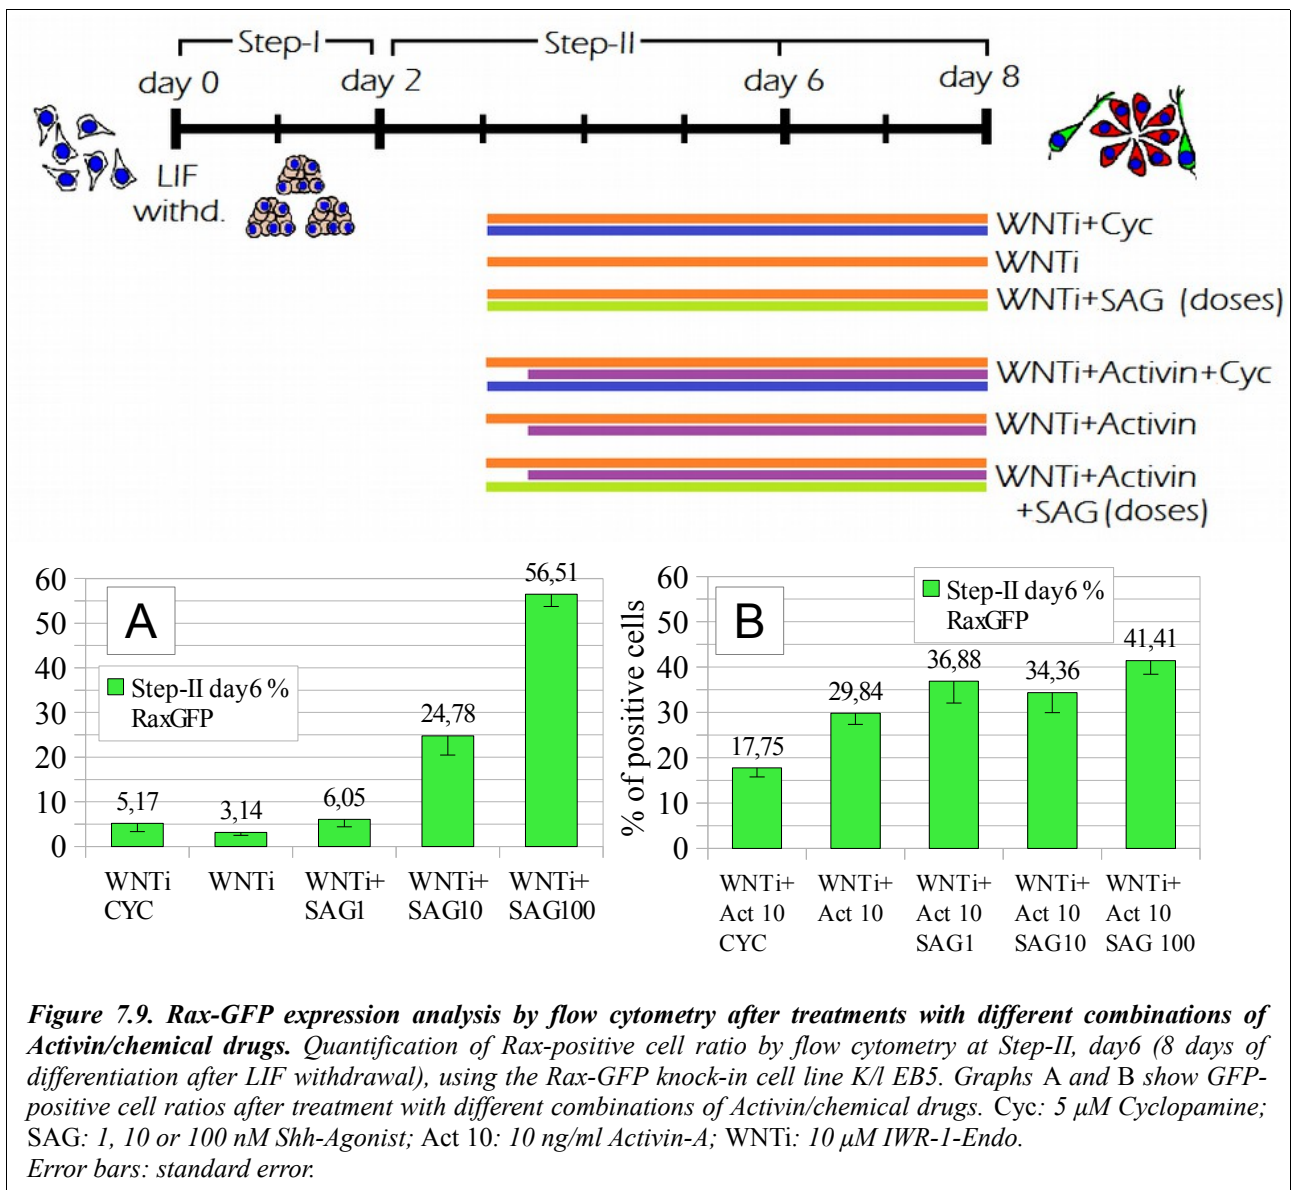 Step-I
Step-II
day 0
day 2
day 6
day 8
LIF
withd.
WNTi+Cyc
WNTi
WNTi+SAG (doses)
WNTi+Activin+Cyc
WNTi+Activin
WNTi+Activin
+SAG(doses)
60
50
40
30
20
10
0
A
Step-II day6 %
RaxGFP
5,17
3,14
6,05
24,78
56,51
WNTi
CYC
WNTi
WNTi+
SAG1
WNTi+
SAG10
WNTi+
SAG100
% of positive cells
60
50
40
30
20
10
0
B
Step-II day6 %
RaxGFP
17,75
29,84
36,88
34,36
41,41
WNTi+
Act 10
CYC
WNTi+
Act 10
WNTi+
Act 10
SAG1
WNTi+
Act 10
SAG10
WNTi+
Act 10
SAG 100
Figure 7.9. Rax-GFP expression analysis by flow cytometry after treatments with different combinations of
Activin/chemical drugs. Quantification of Rax-positive cell ratio by flow cytometry at Step-II, day6 (8 days of
differentiation after LIF withdrawal), using the Rax-GFP knock-in cell line K/l EB5. Graphs A and B show GFP-
positive cell ratios after treatment with different combinations of Activin/chemical drugs. Cyc: 5 μM Cyclopamine;
SAG: 1, 10 or 100 nM Shh-Agonist; Act 10: 10 ng/ml Activin-A; WNTi: 10 μM IWR-1-Endo.
Error bars: standard error.